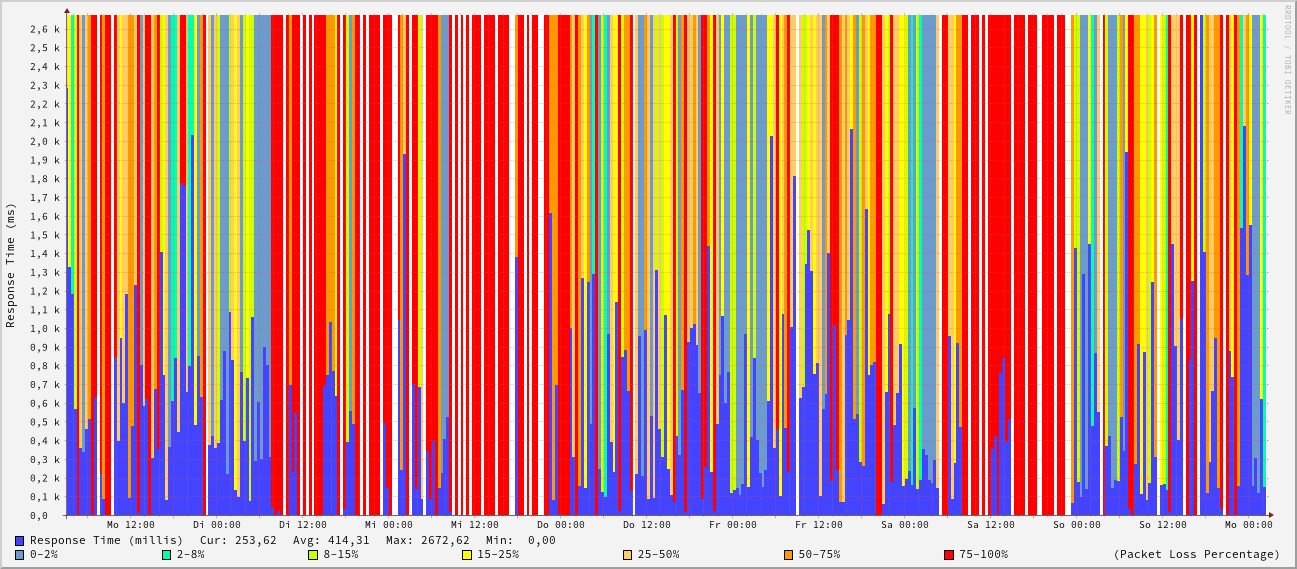 RRDTOOL / TOBI OETIKER
Response Time (ms)
2,6 k
2,5 k
2,4 k
2,3 k
2,2 k
2,1 k
2,0 k
1,9 k
1,8 k
1,7 k
1,6 k
1,5 k
1,4 k
1,3 k
1,2 k
1,1 k
1,0 k
0,9 k
0,8 k
0,7 k
0,6 k
0,5 k
0,4 k
0,3 k
0,2 k
0,1 k
0,0
Mo 12:00 Di 00:00 Di 12:00 Mi 00:00 Mi 12:00 Do 00:00 Do 12:00 Fr 00:00 Fr 12:00 Sa 00:00 Sa 12:00 So 00:00 So 12:00 Mo 00:00
Response Time (millis) Cur: 253,62 Avg: 414,31 Max: 2672,62 Min: 0,00
0-2% 2-8% 8-15% 15-25% 25-50% 50-75% 75-100% (Packet Loss Percentage)